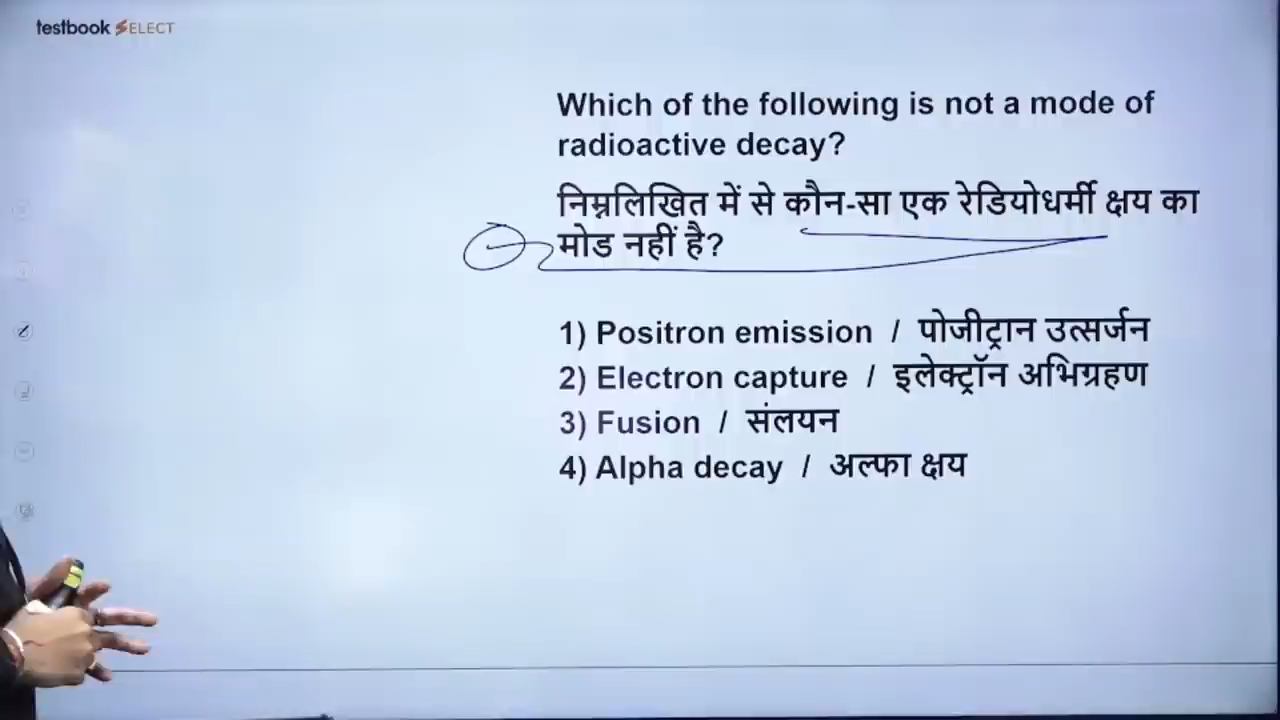 testbook SELECT
Which of the following is not a mode of
radioactive decay?
निम्नलिखित में से कौन-सा एक रेडियोधर्मी क्षय का
मोड नहीं है?
1) Positron emission / पोजीट्रान उत्सर्जन
2) Electron capture / इलेक्ट्रॉन अभिग्रहण
3) Fusion / संलयन
4) Alpha decay / अल्फा क्षय